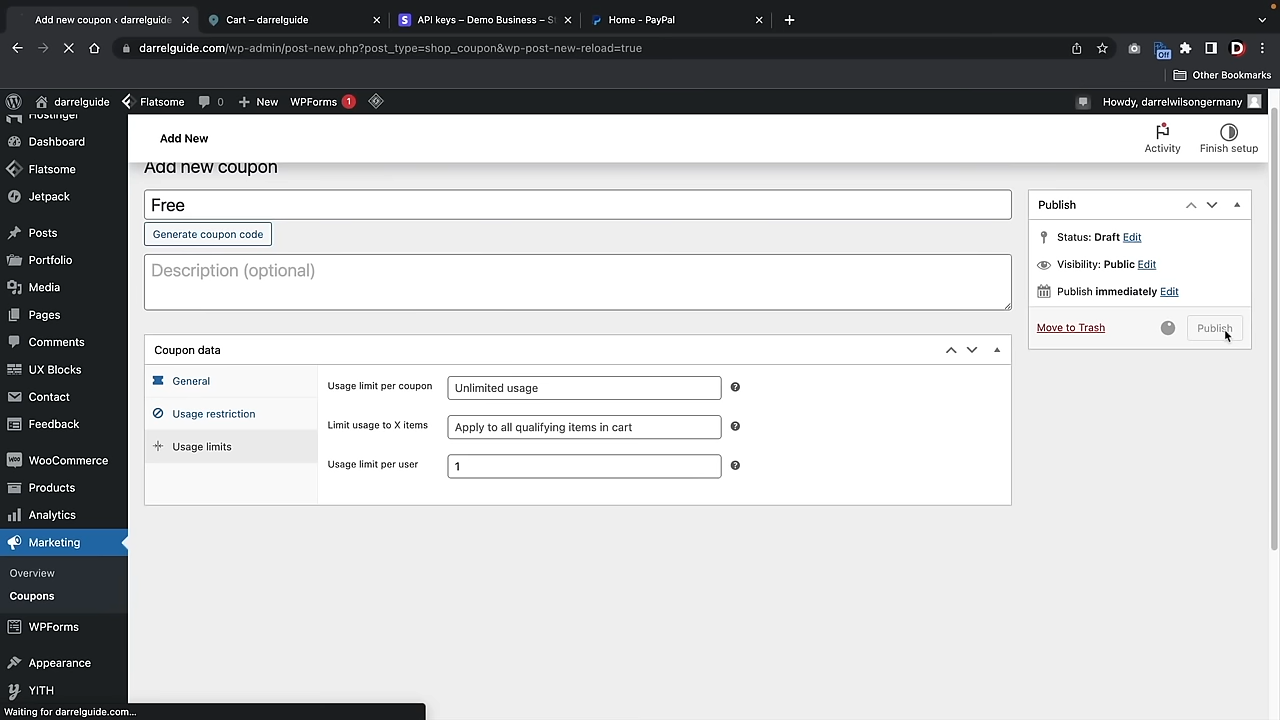 Add new coupon ‹ darrelguide
Cart – darrelguide
API keys – Demo Business – S
Home - PayPal
darrelguide.com/wp-admin/post-new.php?post_type=shop_coupon&wp-post-new-reload=true
Off
D
Other Bookmarks
darrelguide
Flatsome
0
New
WPForms 1
Howdy, darrelwilsongermany
Hostinger
Dashboard
Flatsome
Jetpack
Posts
Portfolio
Media
Pages
Comments
UX Blocks
Contact
Feedback
WooCommerce
Products
Analytics
Marketing
Overview
Coupons
WPForms
Appearance
YITH
Add New
Activity
Finish setup
Add new coupon
Free
Generate coupon code
Description (optional)
Coupon data
General
Usage restriction
Usage limits
Usage limit per coupon
Unlimited usage
Limit usage to X items
Apply to all qualifying items in cart
Usage limit per user
1
Publish
Status: Draft Edit
Visibility: Public Edit
Publish immediately Edit
Move to Trash
Publish
Waiting for darrelguide.com...